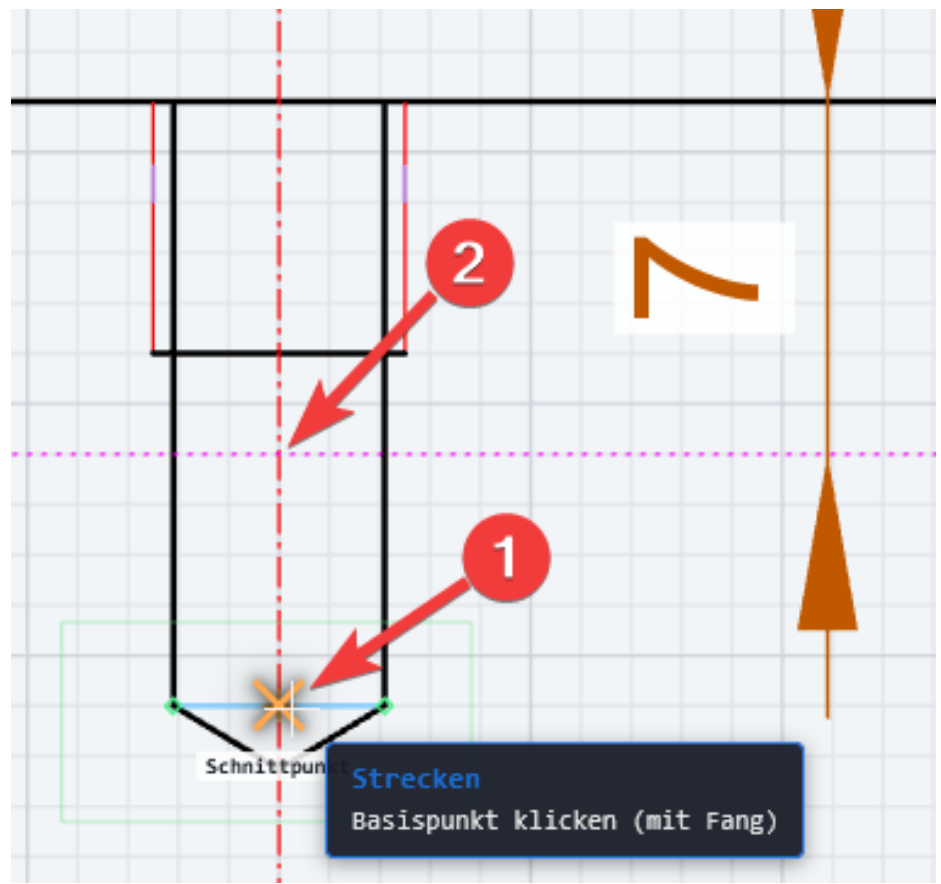 2
7
1
Schnittpunkt
Strecken
Basispunkt klicken (mit Fang)